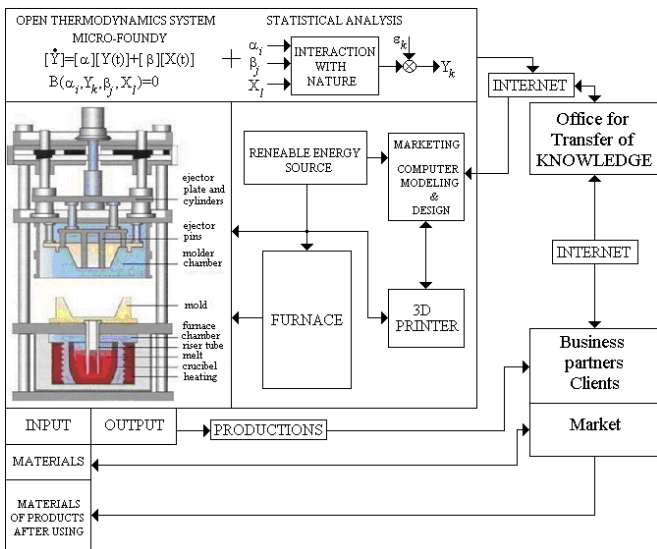 OPEN THERMODYNAMICS SYSTEM
MICRO-FOUNDY
[Ẏ]=[α][Y(t)]+[β][X(t)]
B(αi,Yk,βj,Xl)=0
+
STATISTICAL ANALYSIS
αi
βj
Xl
INTERACTION
WITH
NATURE
εk
Yk
INTERNET
Office for
Transfer of
KNOWLEDGE
INTERNET
Business
partners
Clients
Market
RENEABLE ENERGY
SOURCE
MARKETING
COMPUTER
MODELING
&
DESIGN
FURNACE
3D
PRINTER
ejector
plate and
cylinders
ejector
pins
molder
chamber
mold
furnace
chamber
riser tube
melt
crucibel
heating
INPUT
OUTPUT
PRODUCTIONS
MATERIALS
MATERIALS
OF PRODUCTS
AFTER USING